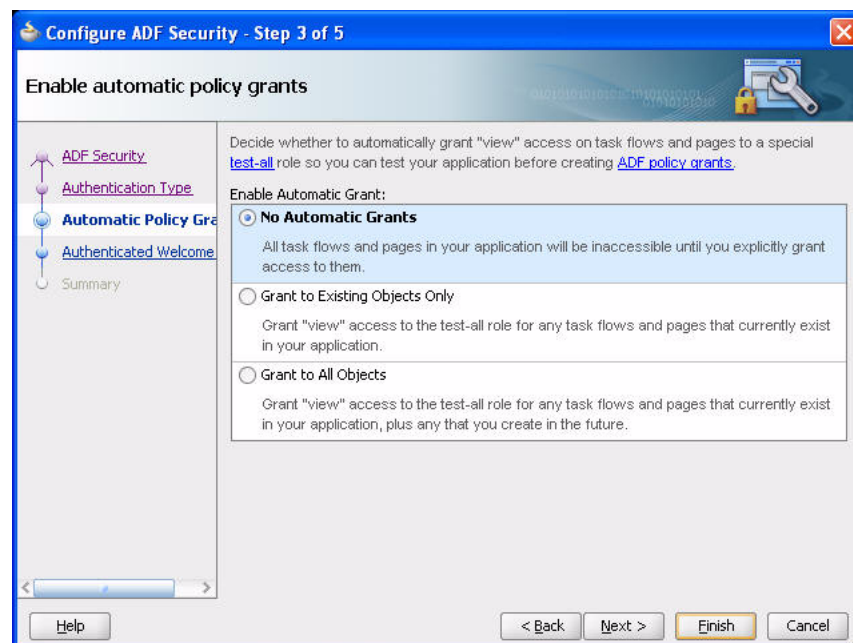 Configure ADF Security - Step 3 of 5
Enable automatic policy grants
ADF Security
Authentication Type
Automatic Policy Gra
Authenticated Welcome
Summary
Decide whether to automatically grant "view" access on task flows and pages to a special
test-all role so you can test your application before creating ADF policy grants.
Enable Automatic Grant:
No Automatic Grants
All task flows and pages in your application will be inaccessible until you explicitly grant
access to them.
Grant to Existing Objects Only
Grant "view" access to the test-all role for any task flows and pages that currently exist
in your application.
Grant to All Objects
Grant "view" access to the test-all role for any task flows and pages that currently exist
in your application, plus any that you create in the future.
Help
< Back
Next >
Finish
Cancel